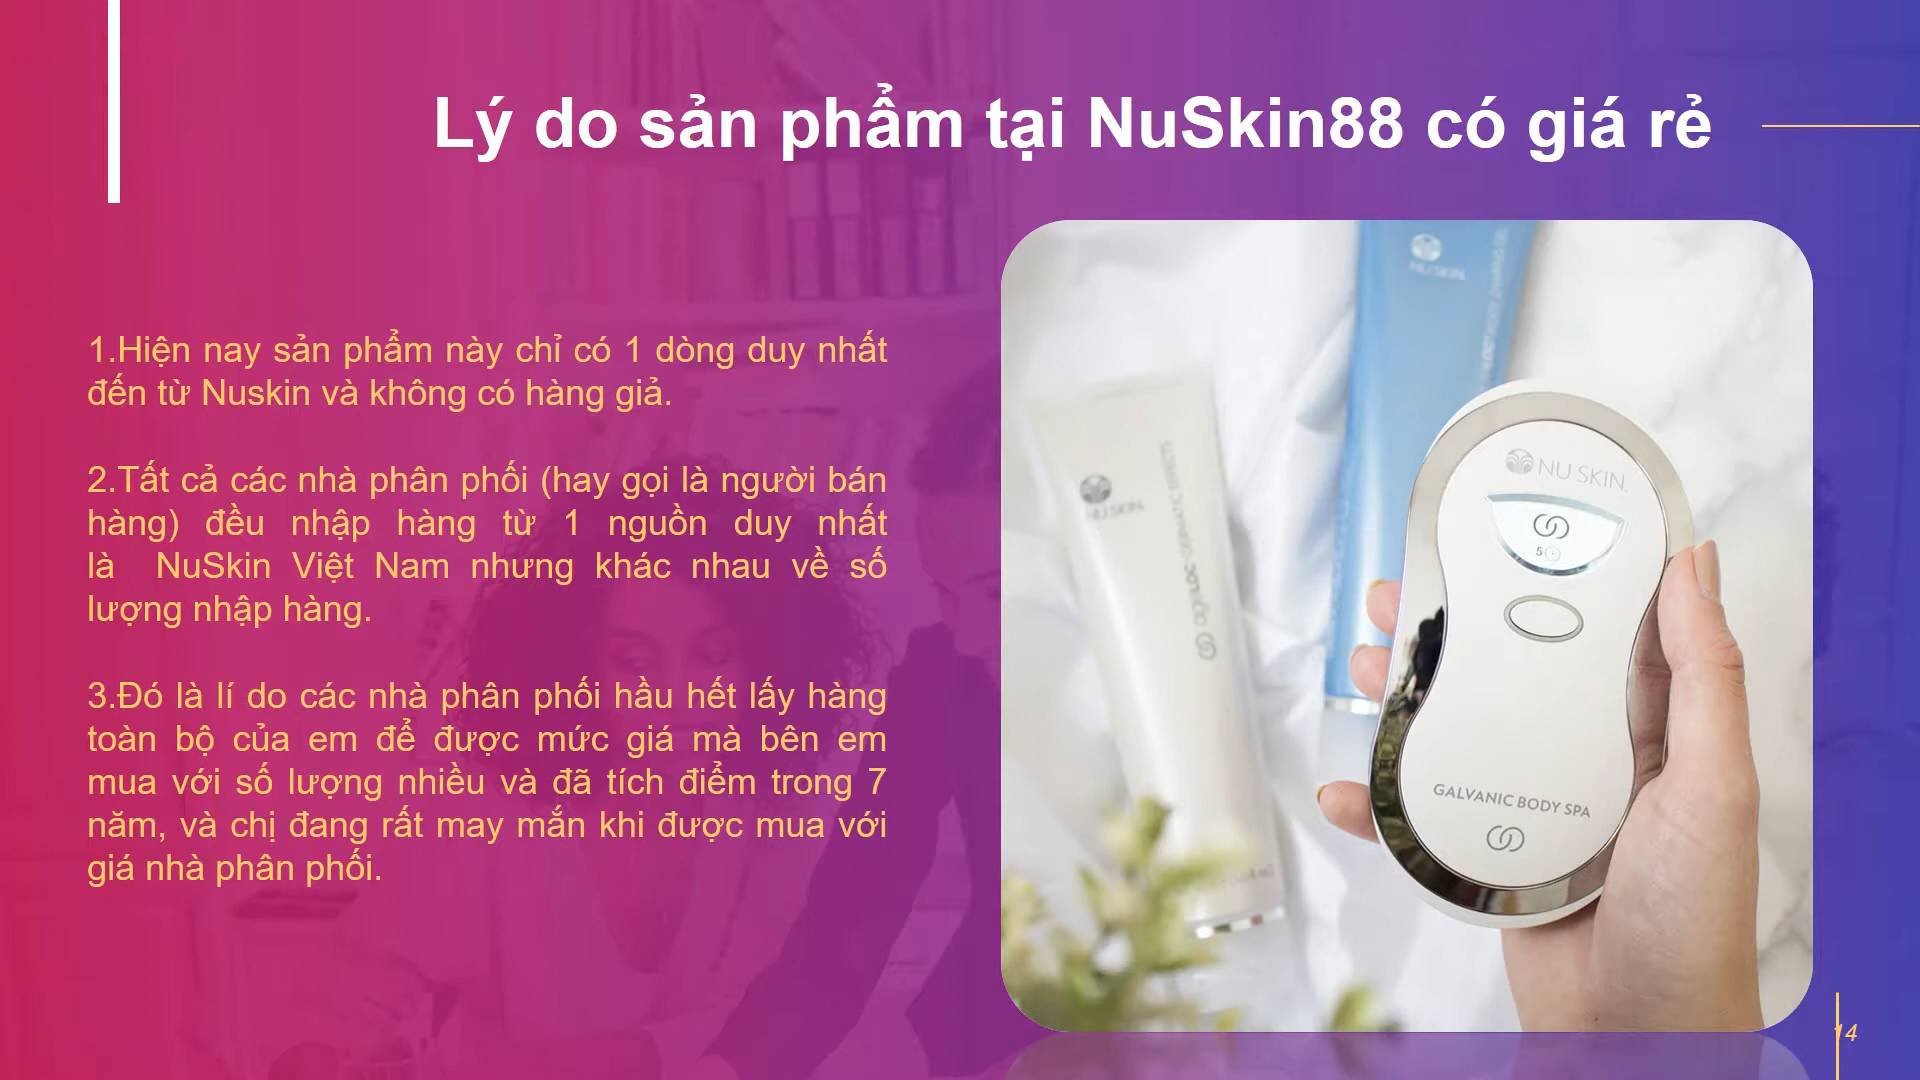 Lý do sản phẩm tại NuSkin88 có giá rẻ
1.Hiện nay sản phẩm này chỉ có 1 dòng duy nhất
đến từ Nuskin và không có hàng giả.
2.Tất cả các nhà phân phối (hay gọi là người bán
hàng) đều nhập hàng từ 1 nguồn duy nhất
là NuSkin Việt Nam nhưng khác nhau về số
lượng nhập hàng.
3.Đó là lí do các nhà phân phối hầu hết lấy hàng
toàn bộ của em để được mức giá mà bên em
mua với số lượng nhiều và đã tích điểm trong 7
năm, và chị đang rất may mắn khi được mua với
giá nhà phân phối.
NU SKIN
NU SKIN
GALVANIC
NU SKIN
5
GALVANIC BODY SPA
14